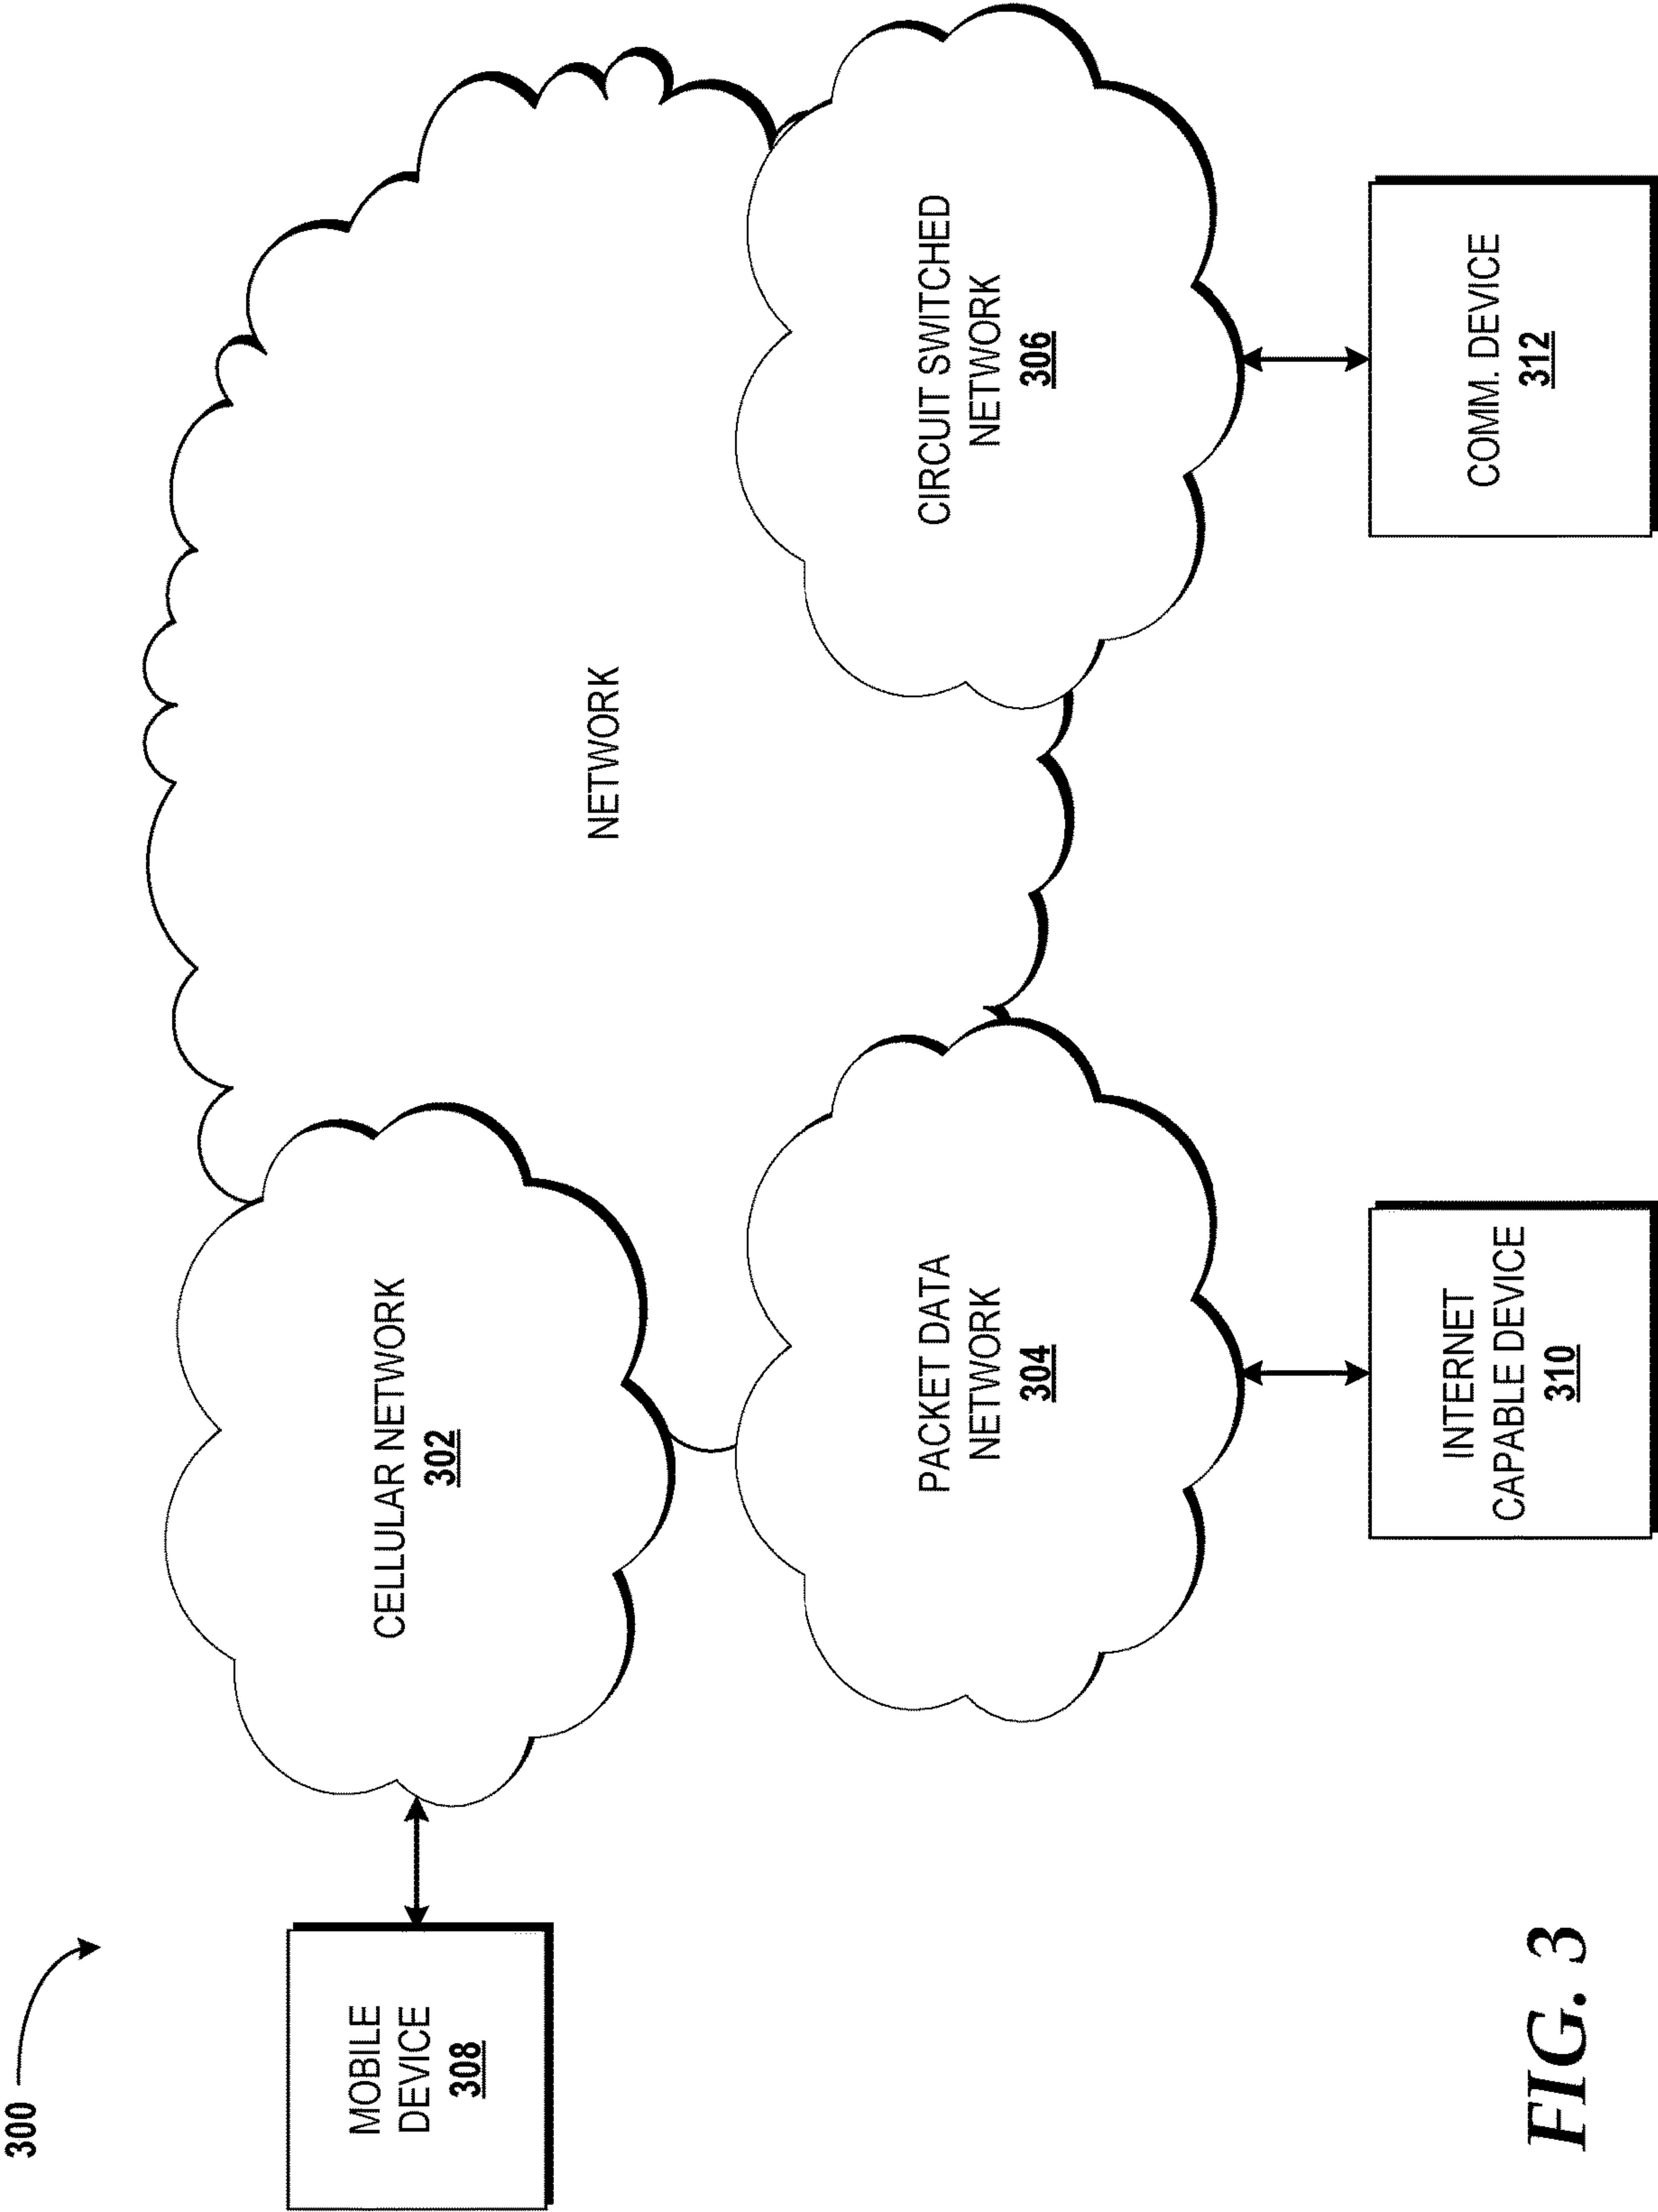 300
MOBILE
DEVICE
308
CELLULAR NETWORK
302
NETWORK
PACKET DATA
NETWORK
304
CIRCUIT SWITCHED
NETWORK
306
INTERNET
CAPABLE DEVICE
310
COMM. DEVICE
312
FIG. 3